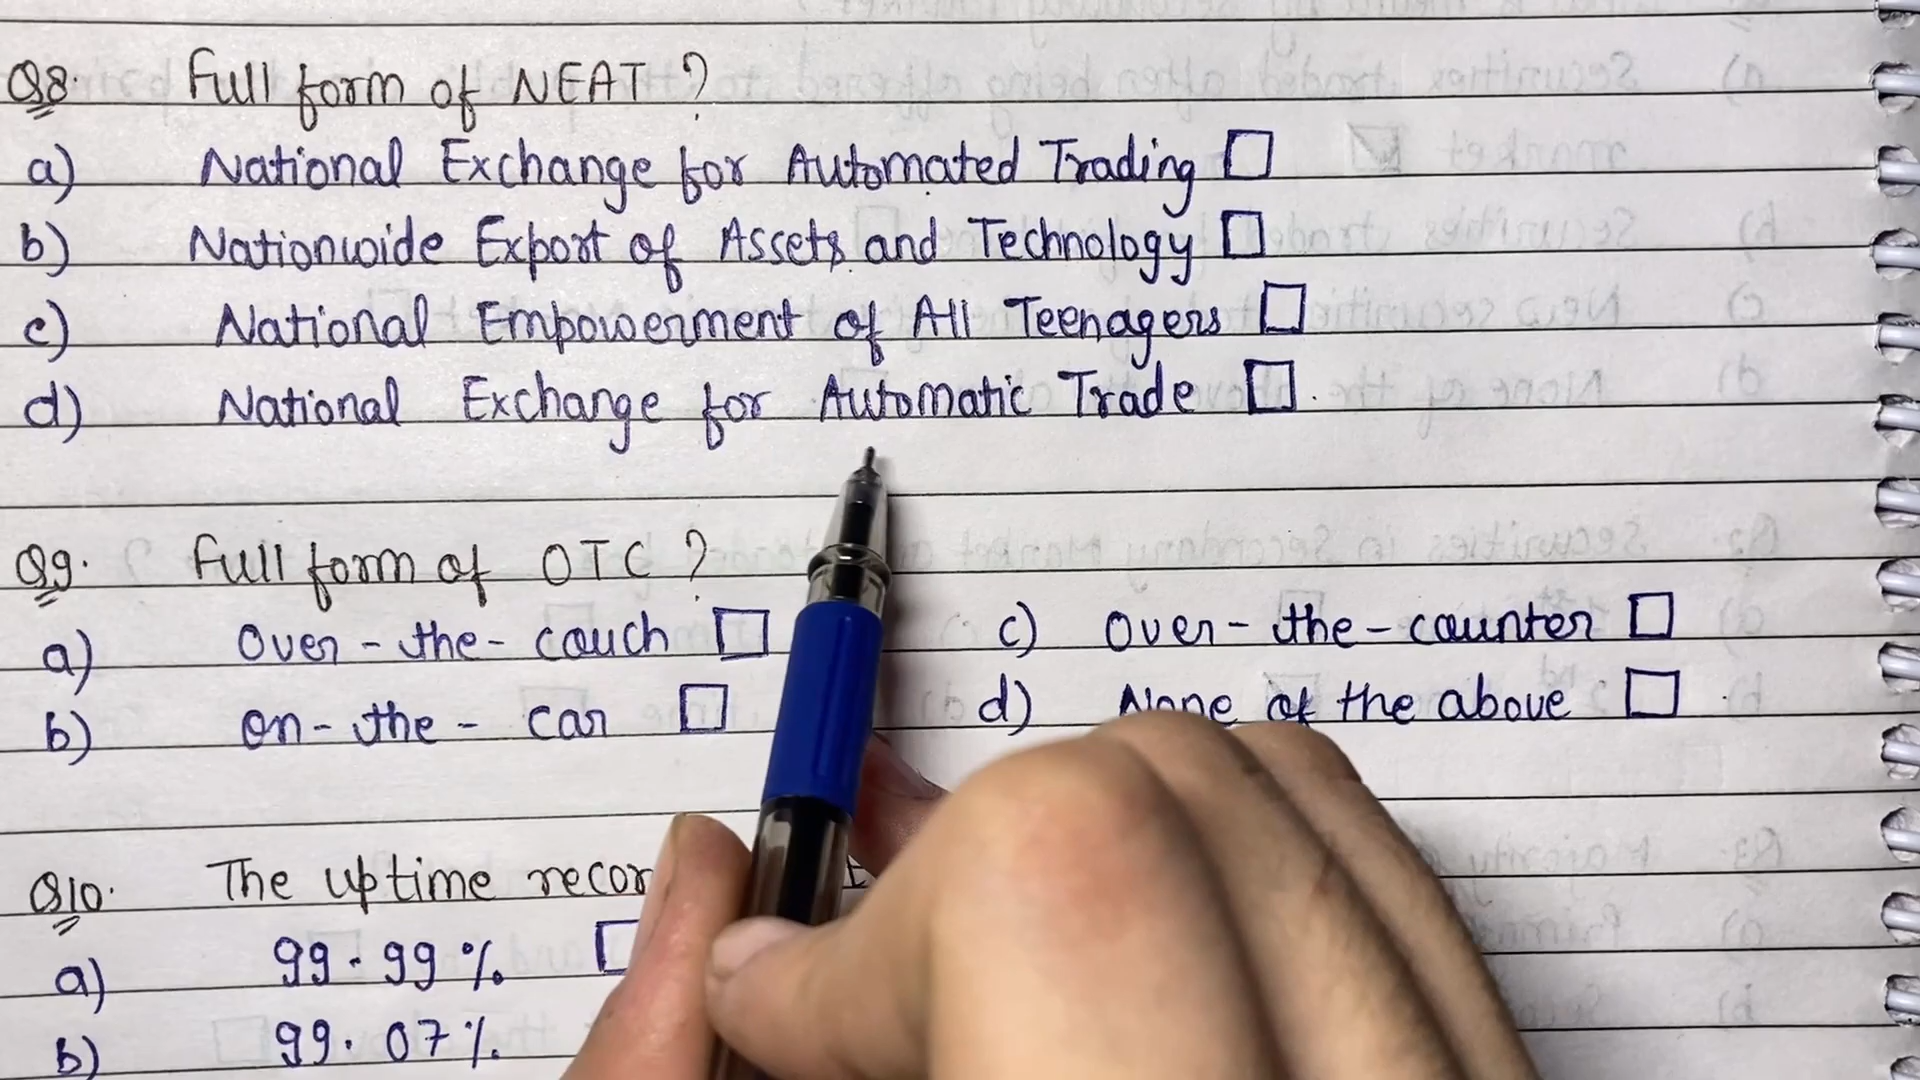 Q8. Full form of NEAT ?
a) National Exchange for Automated Trading
b) Nationwide Export of Assets and Technology
c) National Empowerment of All Teenagers
d) National Exchange for Automatic Trade
Q9. Full form of OTC ?
a) Over-the-couch c) Over-the-counter
b) on-the-car d) None of the above
Q10. The uptime
a) 99.99%
b) 99.07%